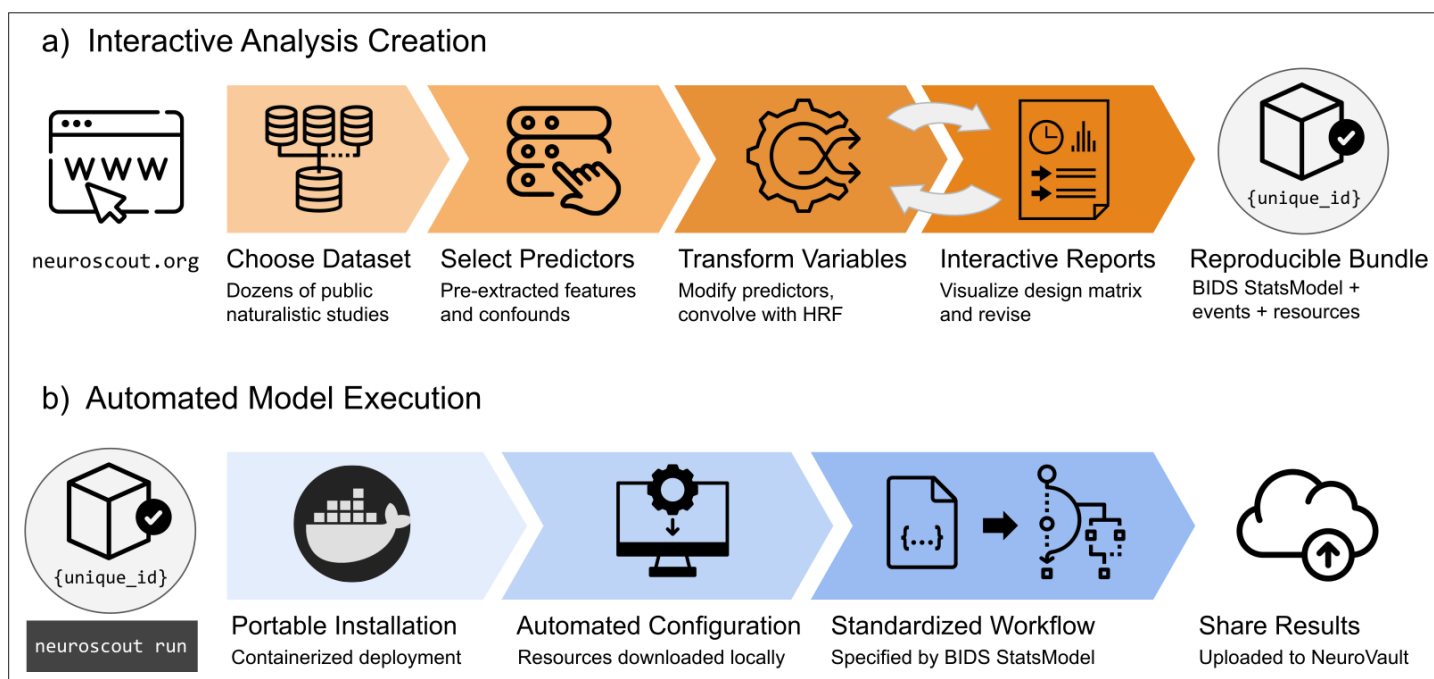 a) Interactive Analysis Creation
WWW
{unique_id}
neuroscout.org
Choose Dataset
Dozens of public
naturalistic studies
Select Predictors
Pre-extracted features
and confounds
Transform Variables
Modify predictors,
convolve with HRF
Interactive Reports
Visualize design matrix
and revise
Reproducible Bundle
BIDS StatsModel +
events + resources
b) Automated Model Execution
{unique_id}
neuroscout run
{...}
Portable Installation
Containerized deployment
Automated Configuration
Resources downloaded locally
Standardized Workflow
Specified by BIDS StatsModel
Share Results
Uploaded to NeuroVault